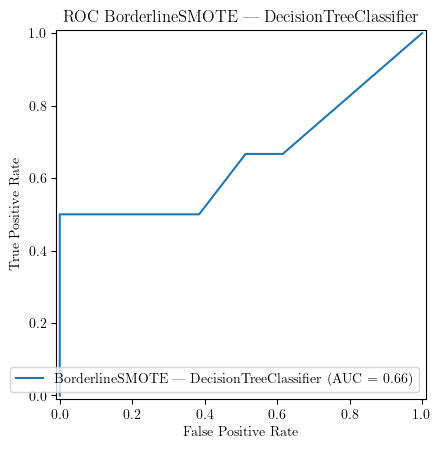 ROC BorderlineSMOTE — DecisionTreeClassifier
1.0
0.8
0.6
0.4
0.2
0.0
True Positive Rate
BorderlineSMOTE — DecisionTreeClassifier (AUC = 0.66)
0.0 0.2 0.4 0.6 0.8 1.0
False Positive Rate